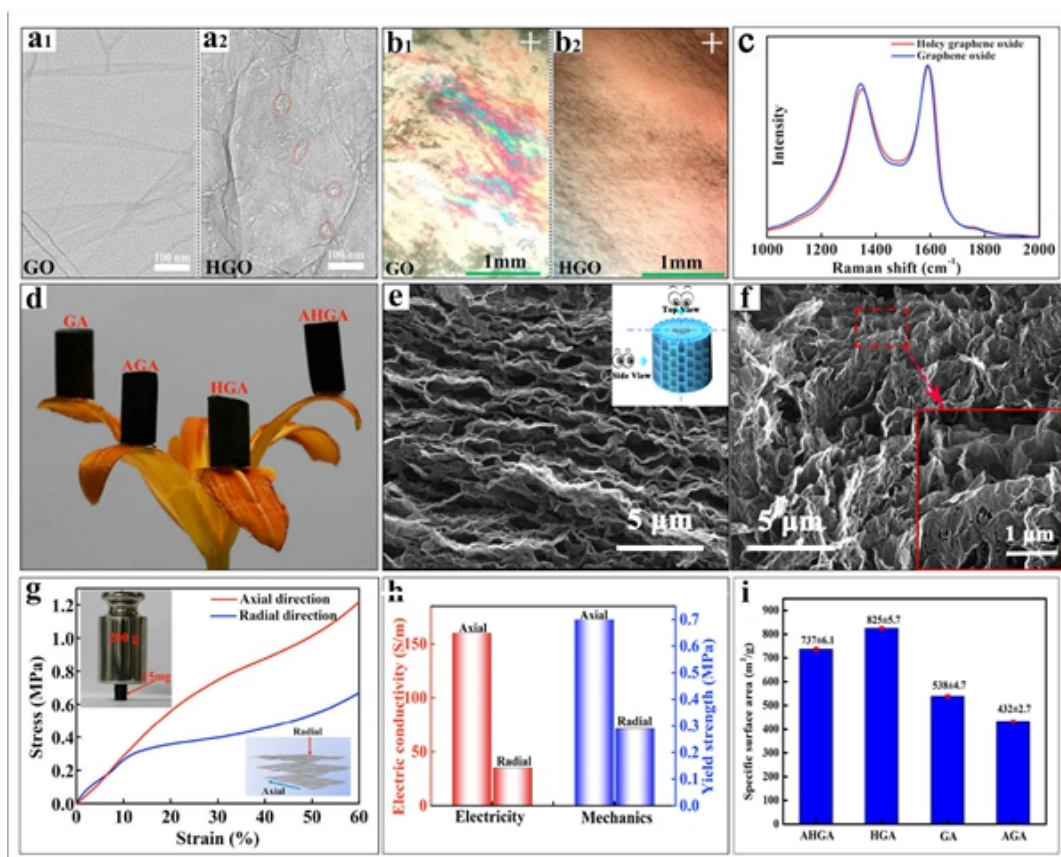 a1
a2
GO
100 nm
HGO
100 nm
b1
b2
GO
1mm
HGO
1mm
c
Holey graphene oxide
Graphene oxide
Intensity
1000 1200 1400 1600 1800 2000
Raman shift (cm⁻¹)
d
GA
AGA
HGA
AHGA
e
Top View
Side View
5 μm
f
5 μm
1 μm
g
Axial direction
Radial direction
200 g
15mg
Stress (MPa)
1.2
1.0
0.8
0.6
0.4
0.2
0.0
Radial
Axial
0 10 20 30 40 50 60
Strain (%)
h
Electric conductivity (S/m)
150
100
50
0
Axial
Radial
Axial
Radial
0.7
0.6
0.5
0.4
0.3
0.2
0.1
0.0
Yield strength (MPa)
Electricity Mechanics
i
Specific surface area (m²/g)
900
800
700
600
500
400
300
200
100
0
737±6.1
825±5.7
538±4.7
432±2.7
AHGA HGA GA AGA